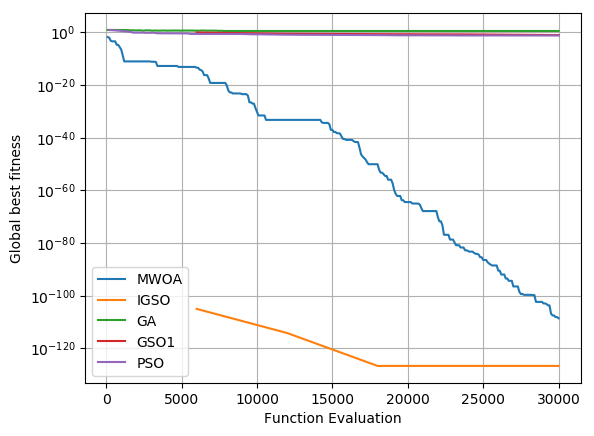 10^0
10^-20
10^-40
10^-60
10^-80
10^-100
10^-120
Global best fitness
MWOA
IGSO
GA
GSO1
PSO
0 5000 10000 15000 20000 25000 30000
Function Evaluation